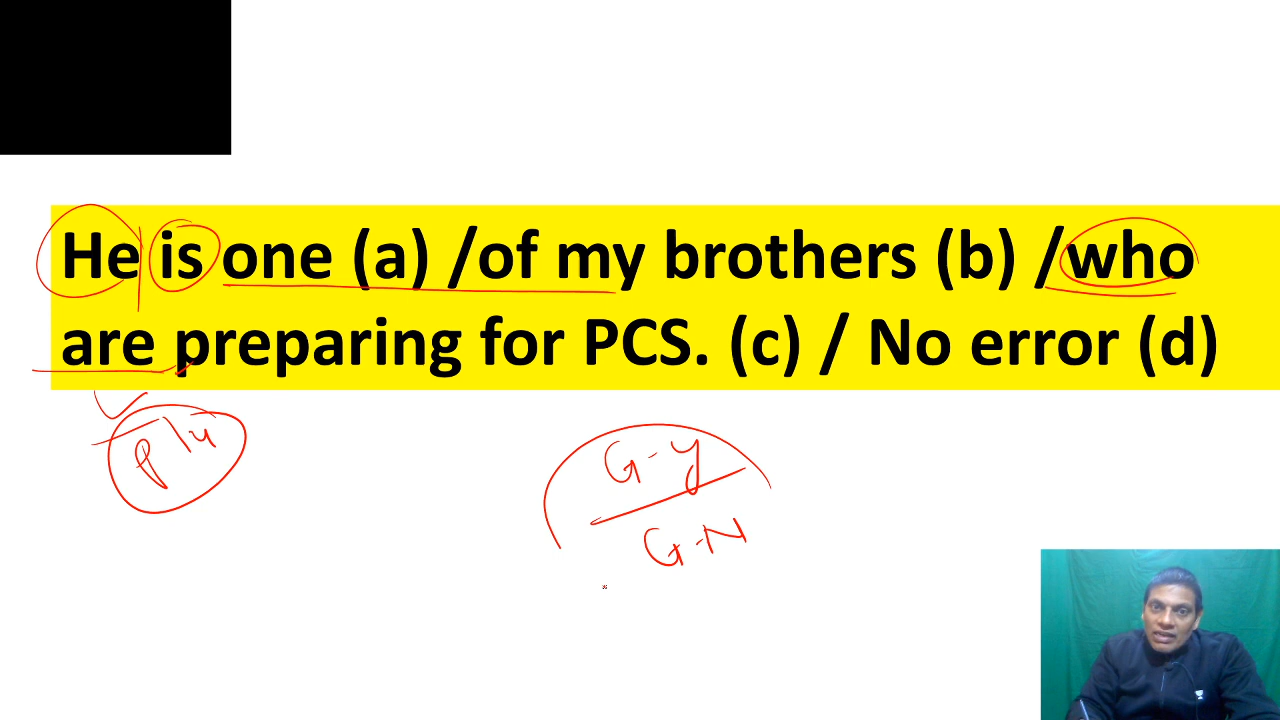 He is one (a) /of my brothers (b) /who
are preparing for PCS. (c) / No error (d)
Plu
G-y
G-N